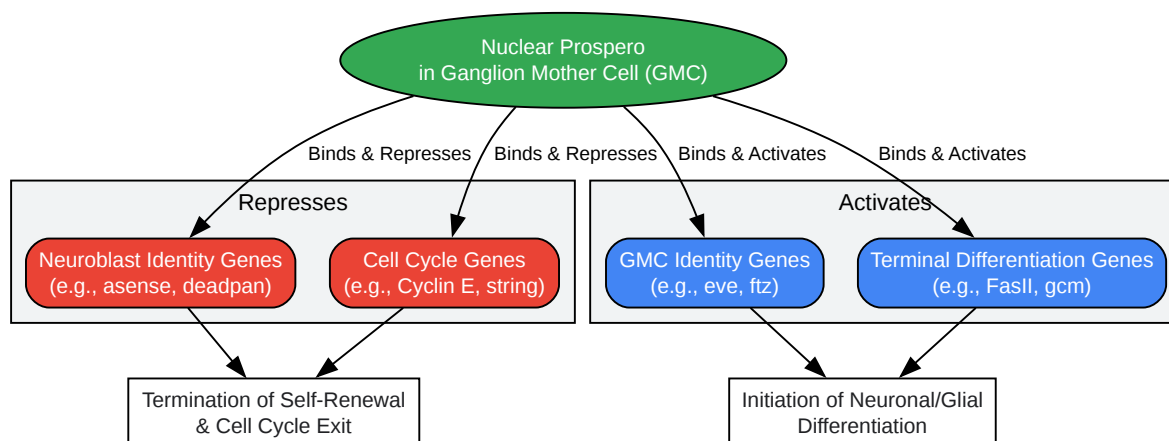 Nuclear Prospero
in Ganglion Mother Cell (GMC)
Binds & Represses
Binds & Represses
Binds & Activates
Binds & Activates
Represses
Activates
Neuroblast Identity Genes
(e.g., asense, deadpan)
Cell Cycle Genes
(e.g., Cyclin E, string)
GMC Identity Genes
(e.g., eve, ftz)
Terminal Differentiation Genes
(e.g., FasII, gcm)
Termination of Self-Renewal
& Cell Cycle Exit
Initiation of Neuronal/Glial
Differentiation